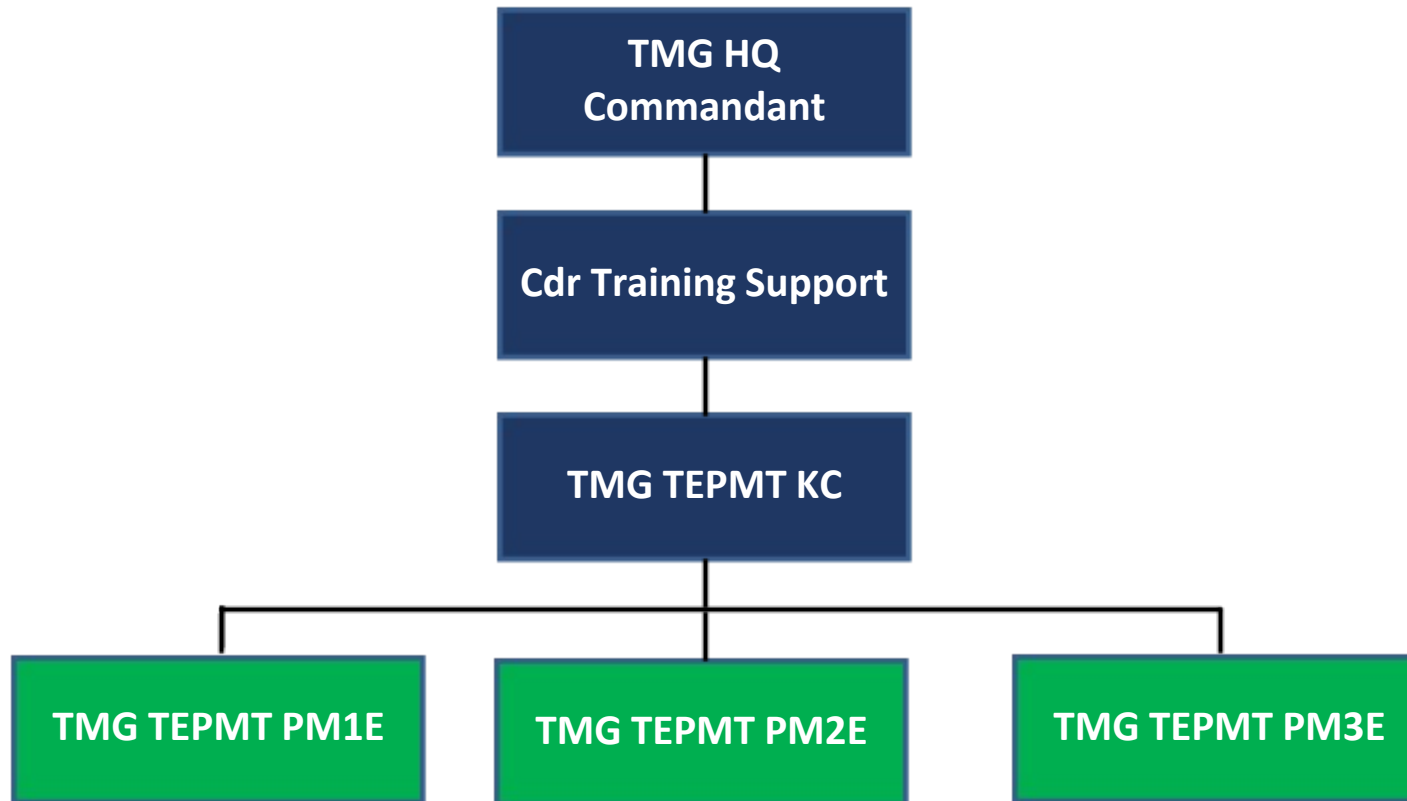 TMG HQ
Commandant
Cdr Training Support
TMG TEPMT KC
TMG TEPMT PM1E
TMG TEPMT PM2E
TMG TEPMT PM3E